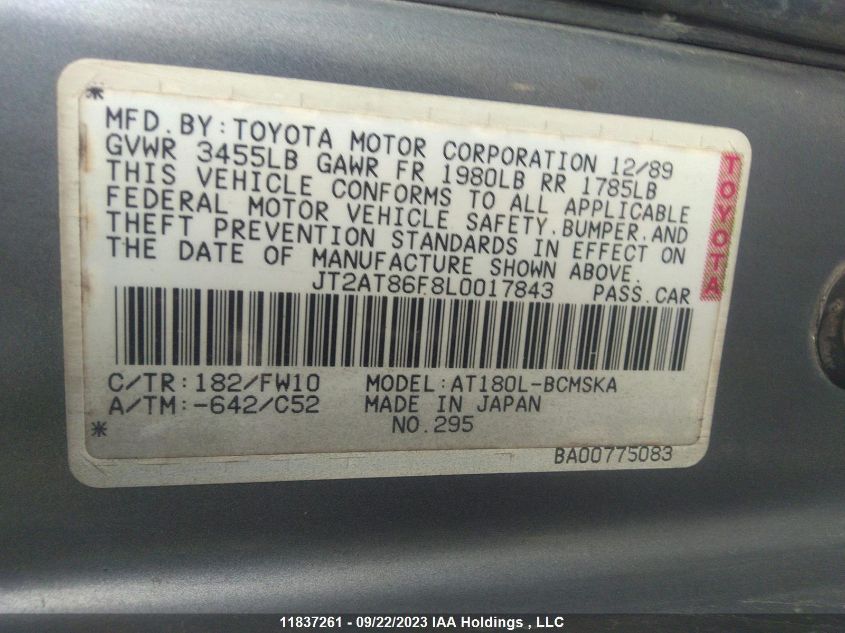 MFD.BY:TOYOTA MOTOR CORPORATION 12/89
GVWR 3455LB GAWR FR 1980LB RR 1785LB
THIS VEHICLE CONFORMS TO ALL APPLICABLE
FEDERAL MOTOR VEHICLE SAFETY,BUMPER,AND
THEFT PREVENTION STANDARDS IN EFFECT ON
THE DATE OF MANUFACTURE SHOWN ABOVE.
JT2AT86F8L0017843 PASS.CAR
TOYOTA
C/TR:182/FW10 MODEL:AT180L-BCMSKA
A/TM:-642/C52 MADE IN JAPAN
NO.295
BA00775083
11837261 - 09/22/2023 IAA Holdings , LLC